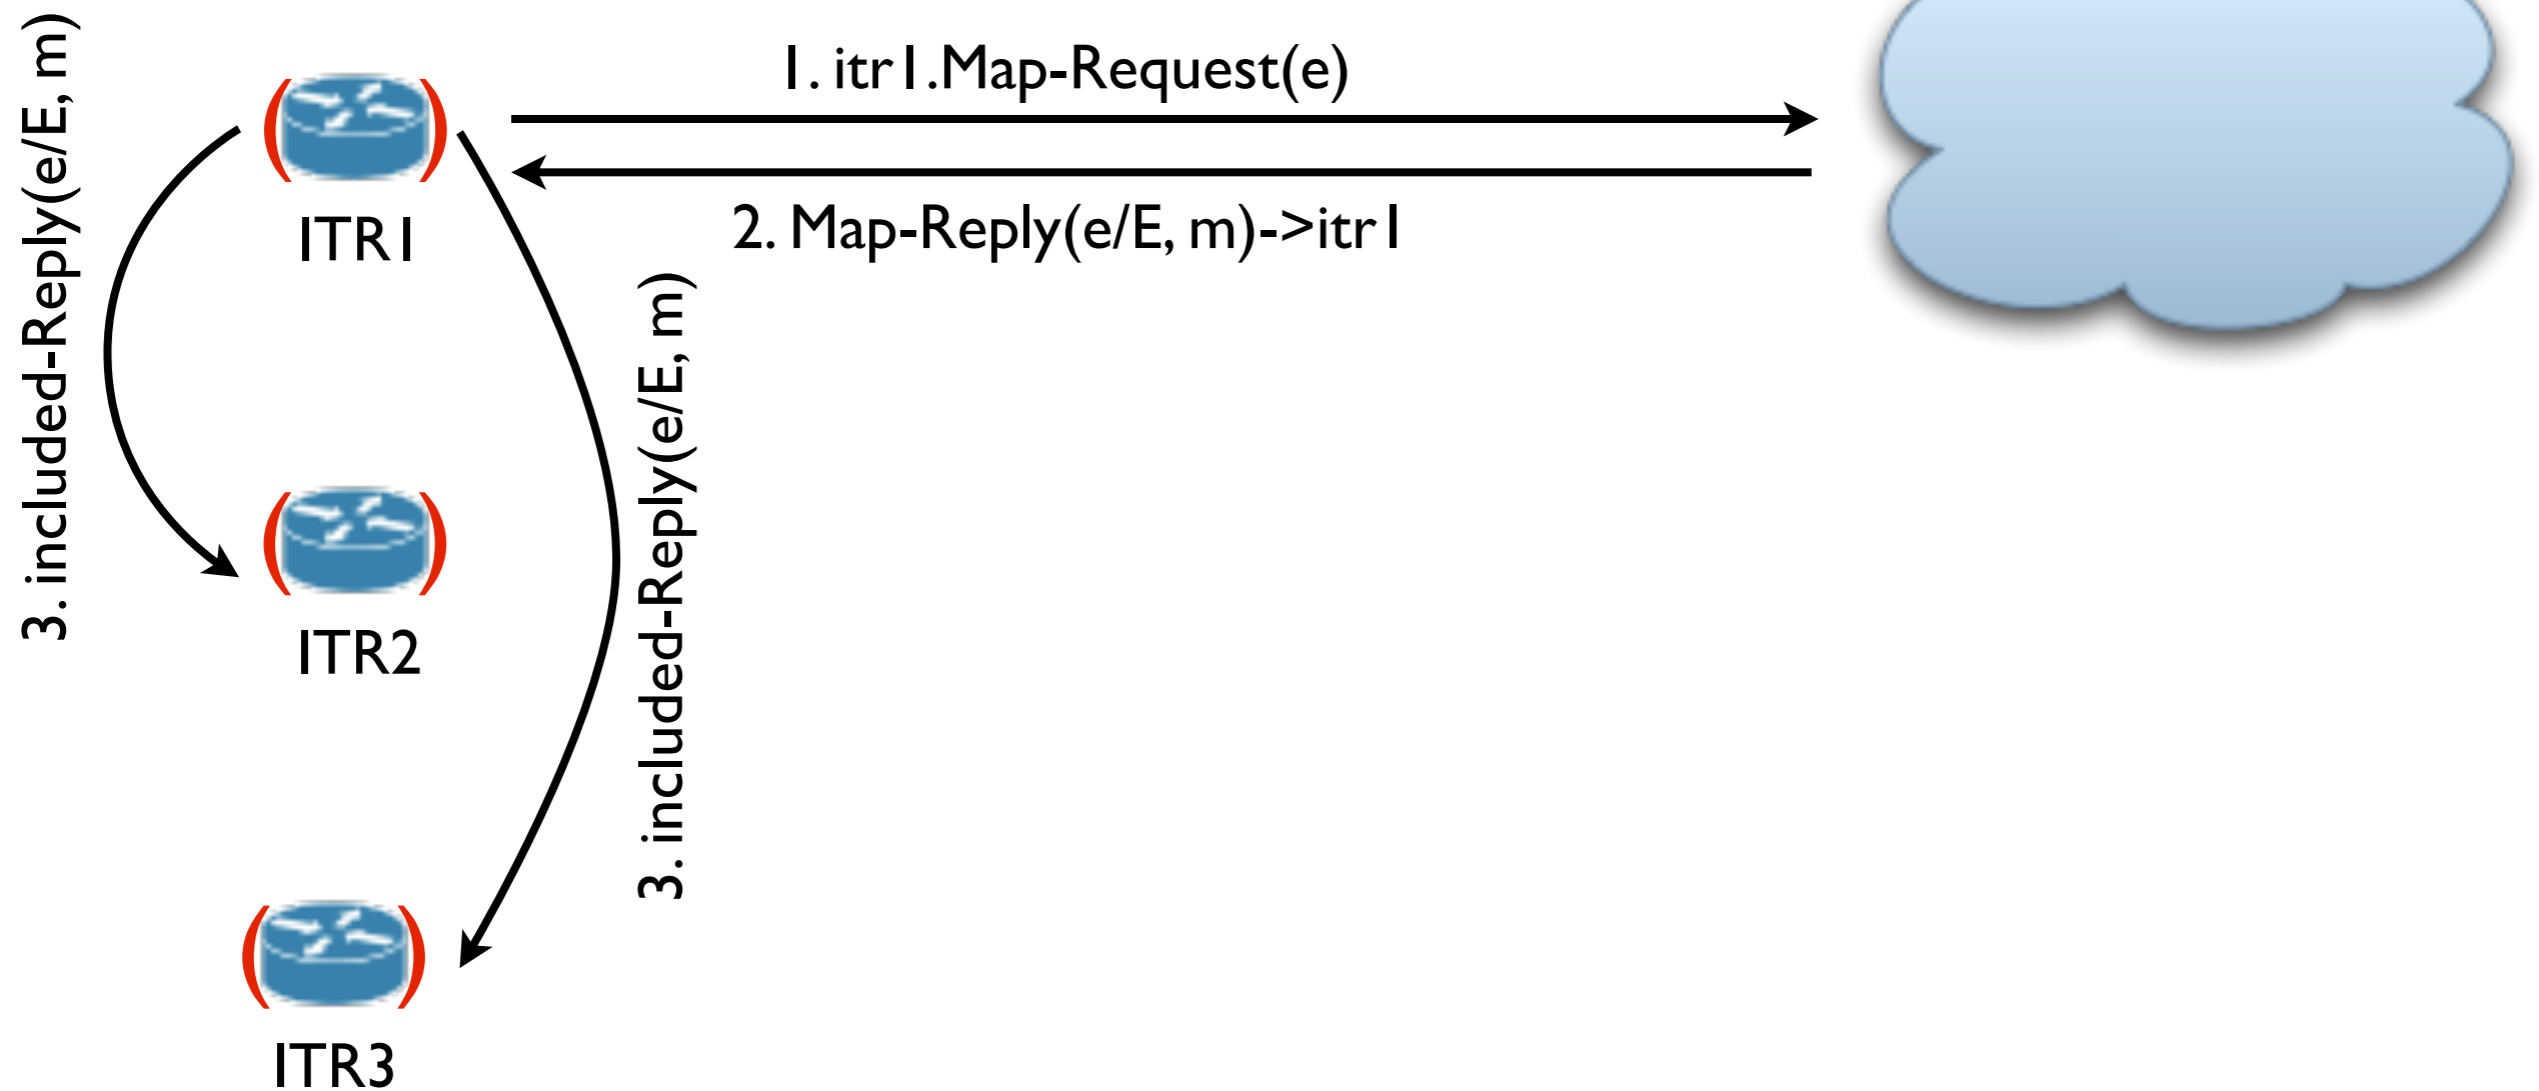 1. itr1.Map-Request(e)
2. Map-Reply(e/E, m)->itr1
3. included-Reply(e/E, m)
3. included-Reply(e/E, m)
ITR1
ITR2
ITR3